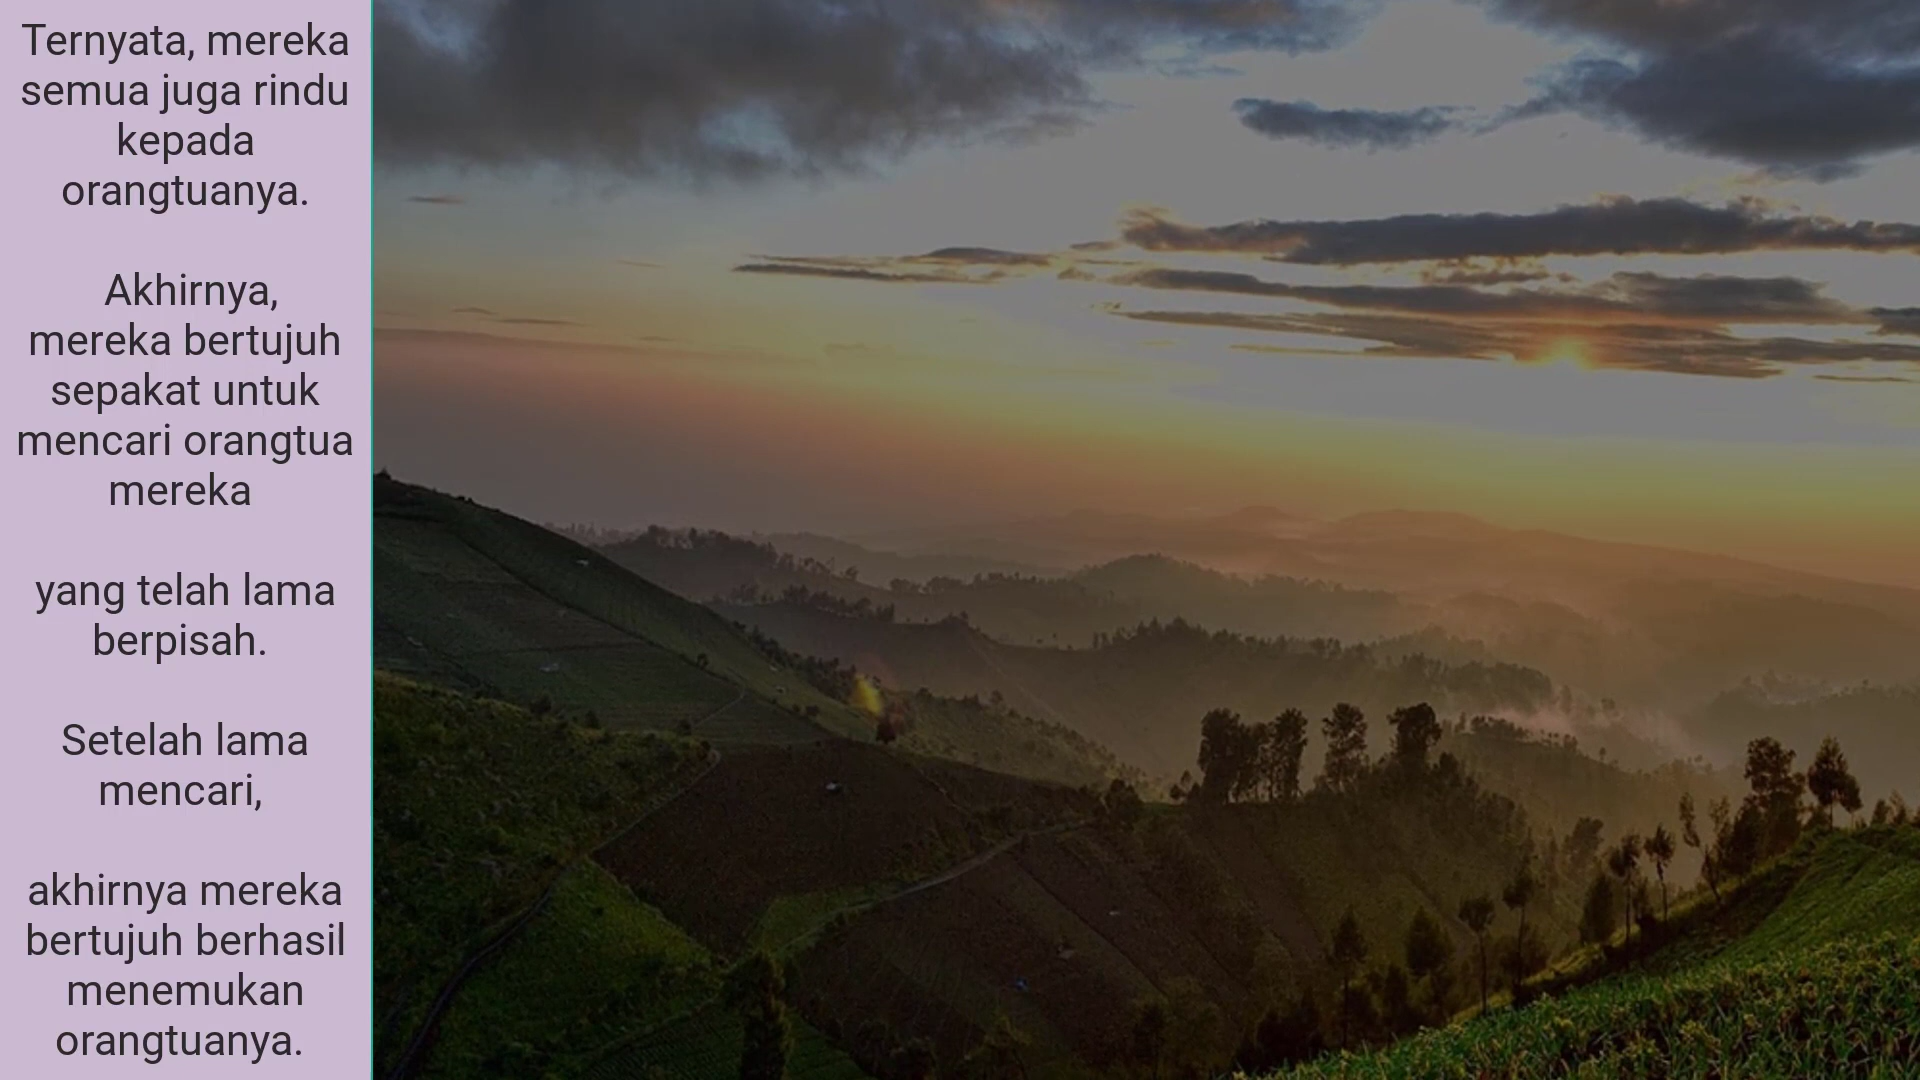 Ternyata, mereka
semua juga rindu
kepada
orangtuanya.
Akhirnya,
mereka bertujuh
sepakat untuk
mencari orangtua
mereka
yang telah lama
berpisah.
Setelah lama
mencari,
akhirnya mereka
bertujuh berhasil
menemukan
orangtuanya.